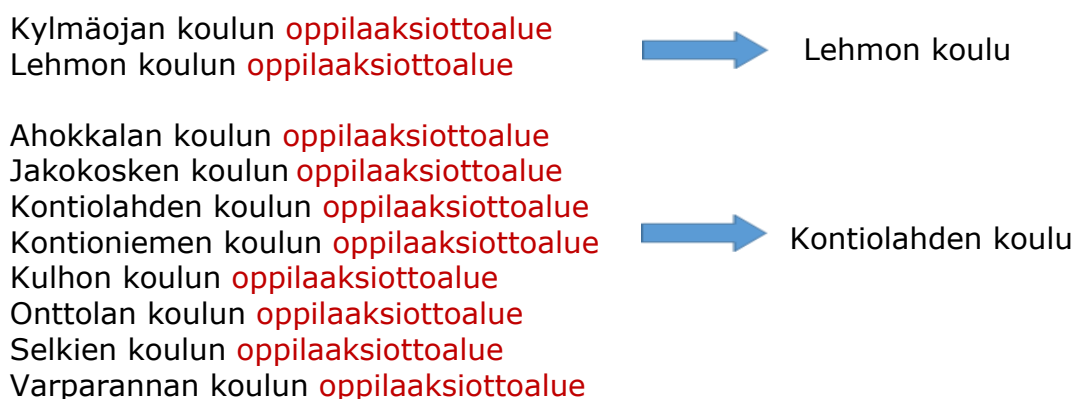 Kylmäojan koulun oppilaaksiottoalue
Lehmon koulun oppilaaksiottoalue
Lehmon koulu
Ahokkalan koulun oppilaaksiottoalue
Jakokosken koulun oppilaaksiottoalue
Kontiolahden koulun oppilaaksiottoalue
Kontioniemen koulun oppilaaksiottoalue
Kulhon koulun oppilaaksiottoalue
Onttolan koulun oppilaaksiottoalue
Selkien koulun oppilaaksiottoalue
Varparannan koulun oppilaaksiottoalue
Kontiolahden koulu